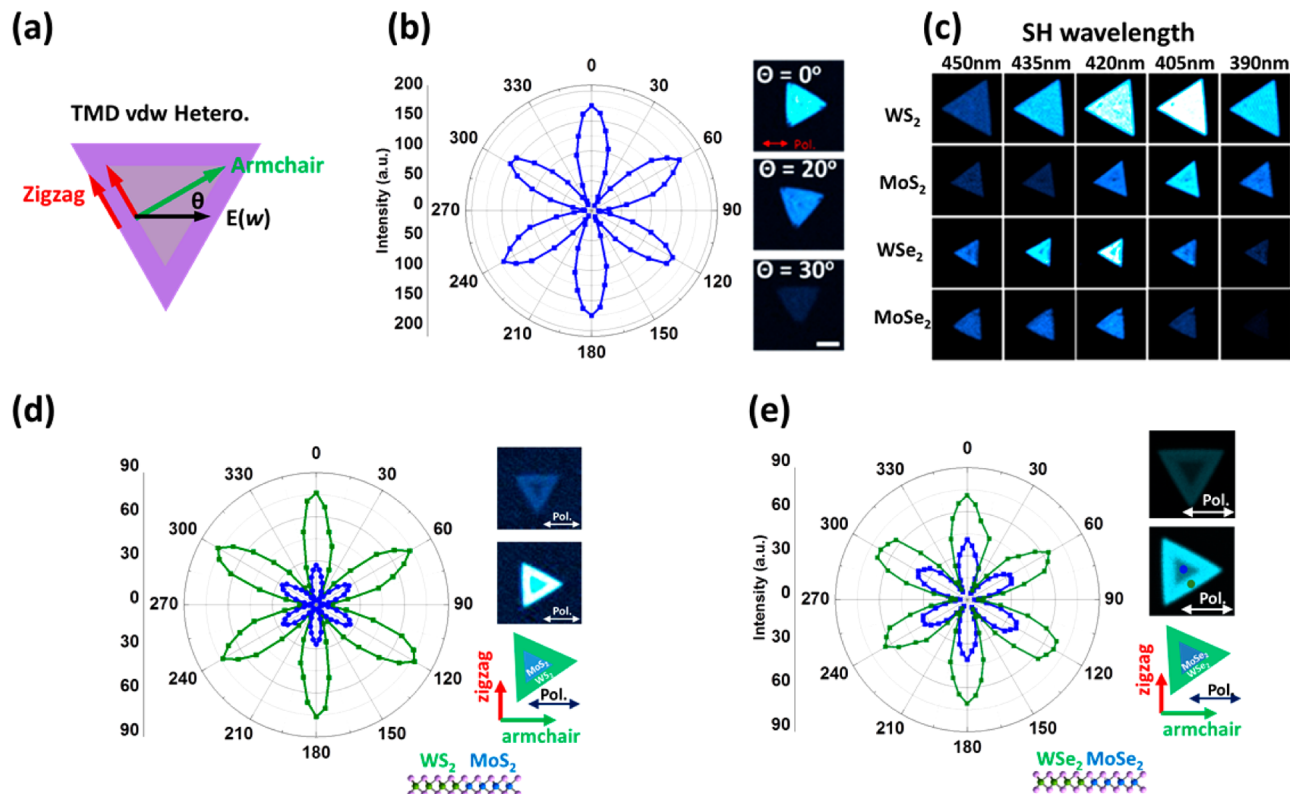 (a)
TMD vdw Hetero.
Armchair
Zigzag
θ
E(w)
(b)
Intensity (a.u.)
200
150
100
50
0
50
100
150
200
0
330
30
300
60
270
90
240
120
210
150
180
Θ = 0°
Pol.
Θ = 20°
Θ = 30°
(c)
SH wavelength
450nm 435nm 420nm 405nm 390nm
WS₂
MoS₂
WSe₂
MoSe₂
(d)
90
60
30
0
30
60
90
0
330
30
300
60
270
90
240
120
210
150
180
Pol.
Pol.
MoS₂
WS₂
zigzag
Pol.
armchair
WS₂ MoS₂
(e)
Intensity (a.u.)
90
60
30
0
30
60
90
0
330
30
300
60
270
90
240
120
210
150
180
Pol.
Pol.
MoSe₂
WSe₂
zigzag
Pol.
armchair
WSe₂ MoSe₂